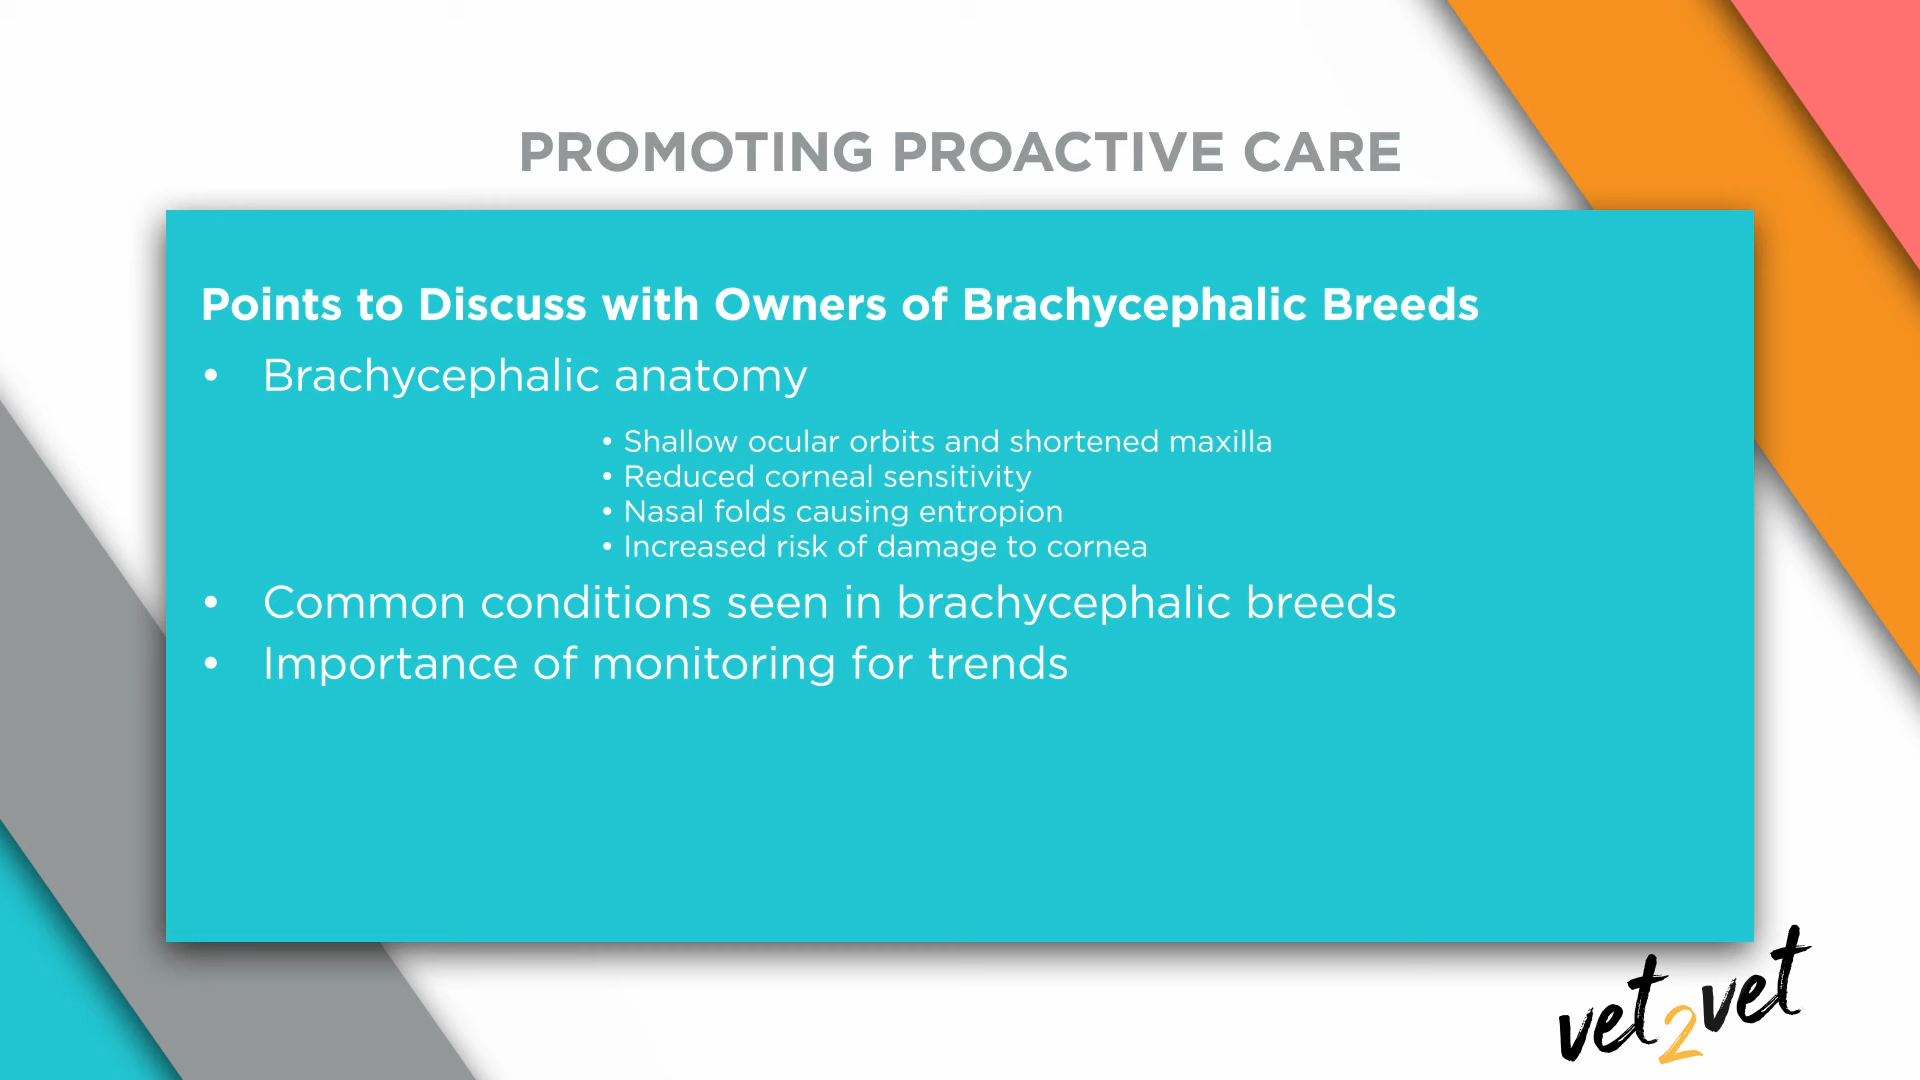 PROMOTING PROACTIVE CARE
Points to Discuss with Owners of Brachycephalic Breeds
• Brachycephalic anatomy
• Shallow ocular orbits and shortened maxilla
• Reduced corneal sensitivity
• Nasal folds causing entropion
• Increased risk of damage to cornea
• Common conditions seen in brachycephalic breeds
• Importance of monitoring for trends
vet2vet